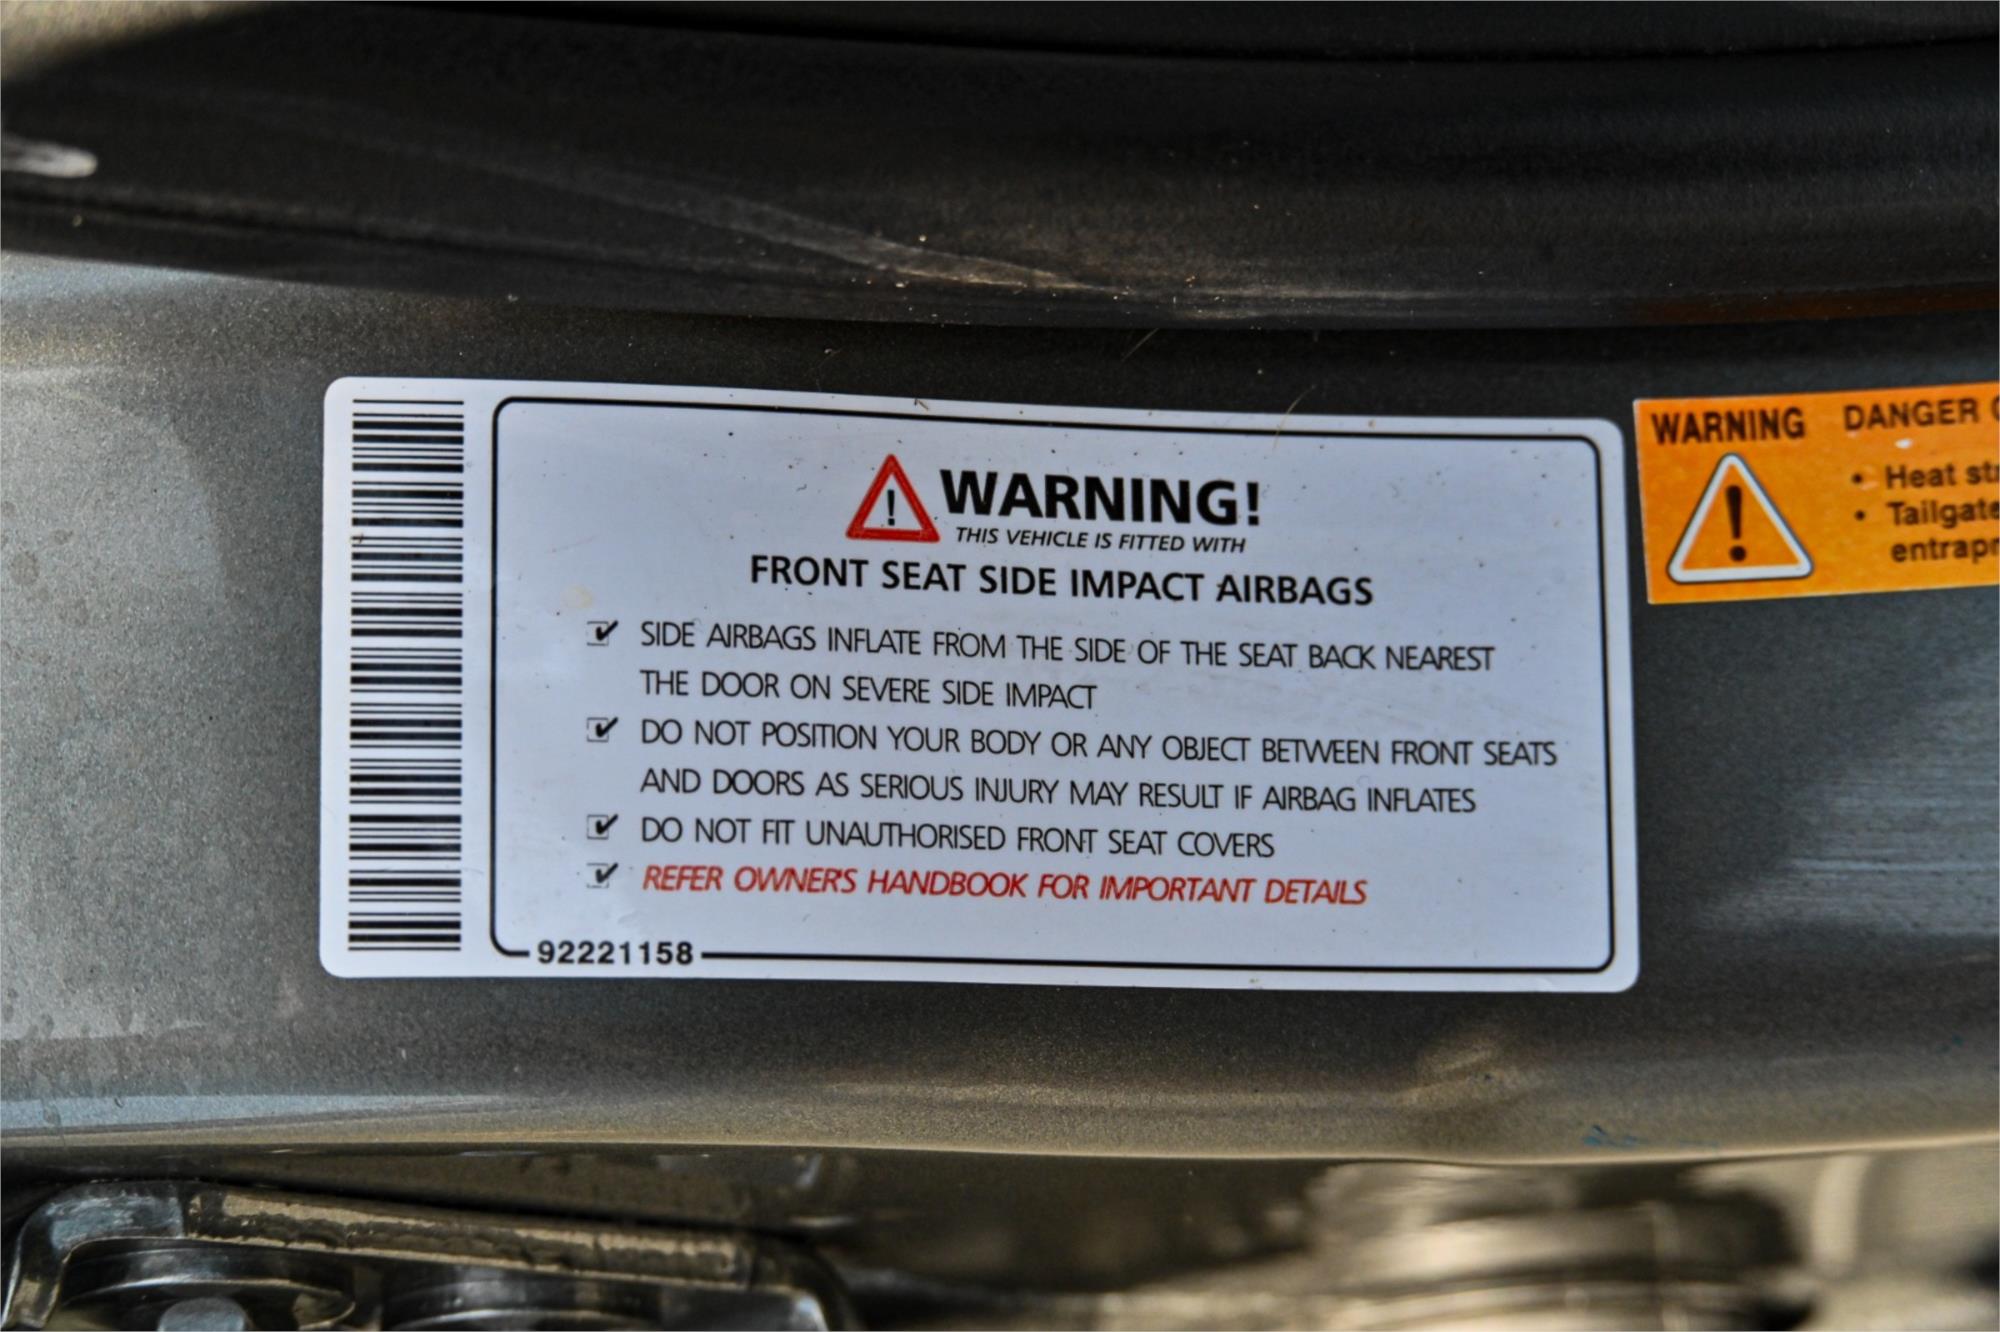 WARNING!
THIS VEHICLE IS FITTED WITH
FRONT SEAT SIDE IMPACT AIRBAGS
SIDE AIRBAGS INFLATE FROM THE SIDE OF THE SEAT BACK NEAREST
THE DOOR ON SEVERE SIDE IMPACT
DO NOT POSITION YOUR BODY OR ANY OBJECT BETWEEN FRONT SEATS
AND DOORS AS SERIOUS INJURY MAY RESULT IF AIRBAG INFLATES
DO NOT FIT UNAUTHORISED FRONT SEAT COVERS
REFER OWNER'S HANDBOOK FOR IMPORTANT DETAILS
92221158
WARNING
DANGER
• Heat
• Tailgate